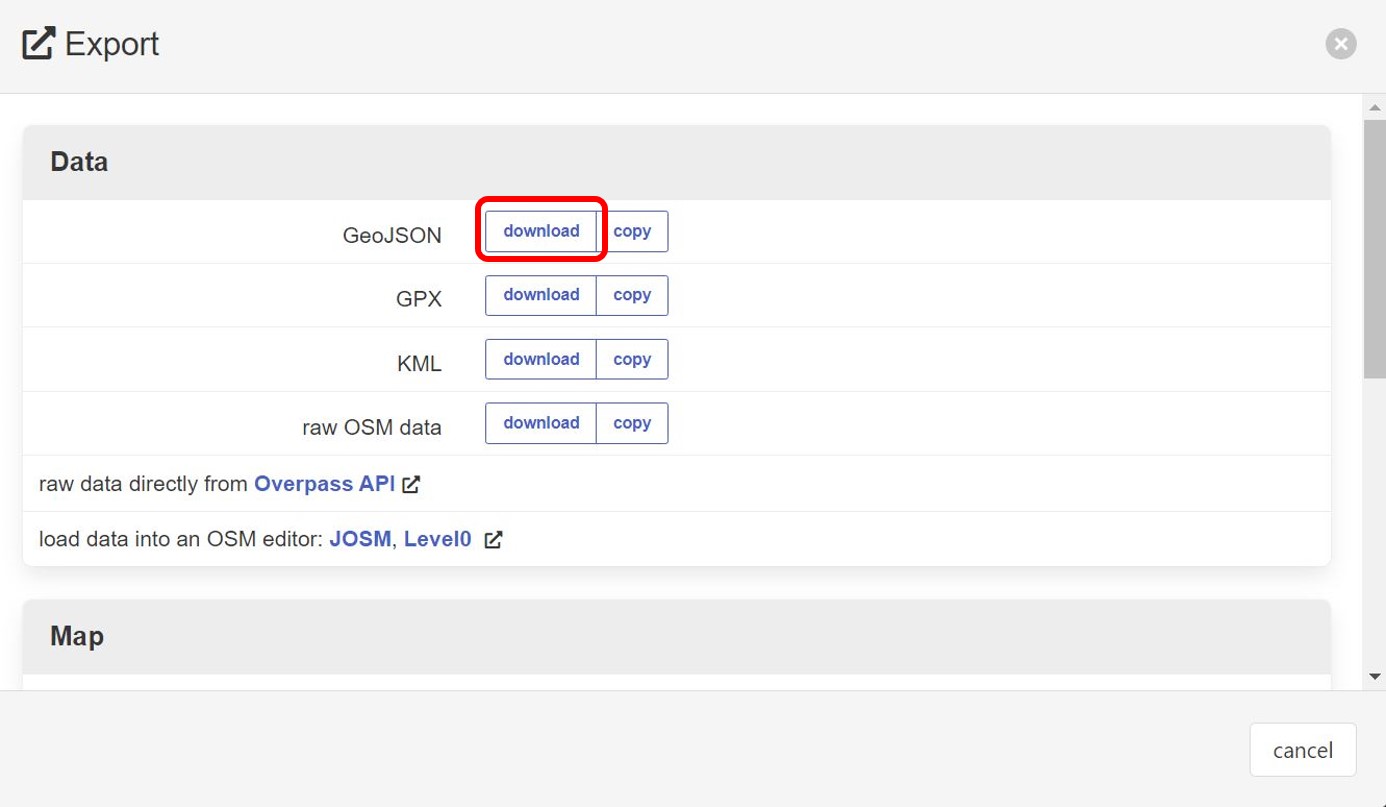 Export
Data
GeoJSON download copy
GPX download copy
KML download copy
raw OSM data download copy
raw data directly from Overpass API
load data into an OSM editor: JOSM, Level0
Map
cancel